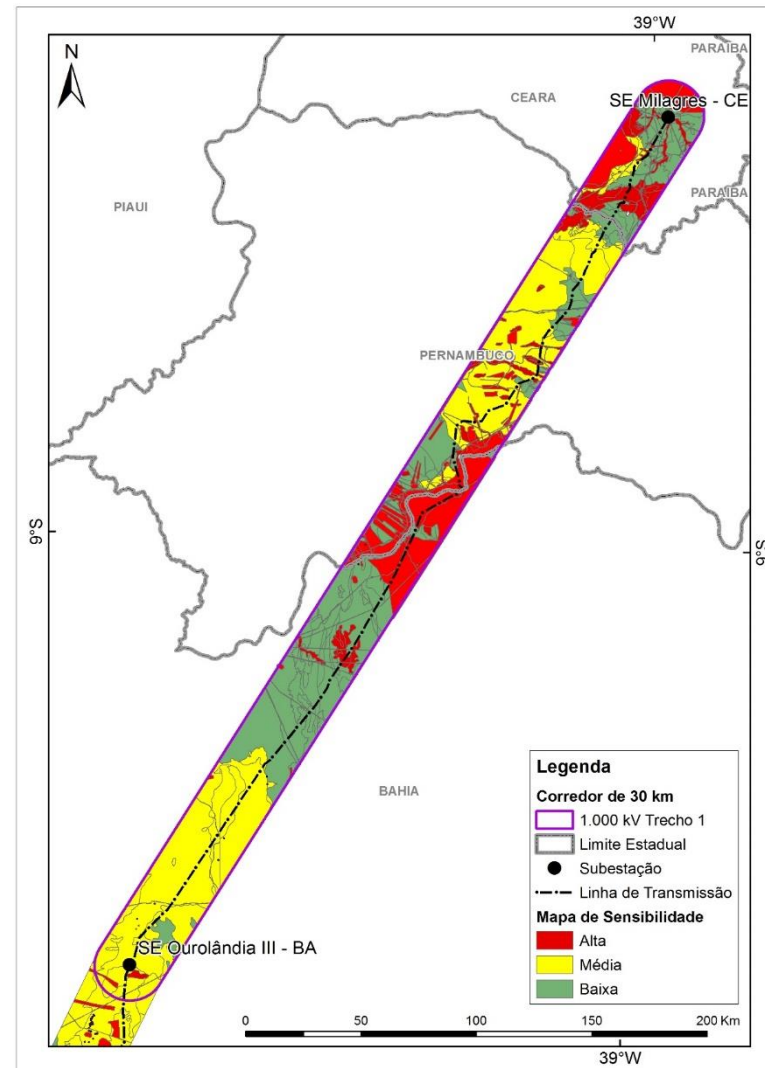 39°W
N
PARAIBA
CEARA
SE Milagres - CE
PIAUI
PARAIBA
PERNAMBUCO
9°S
9°S
BAHIA
SE Ourolândia III - BA
Legenda
Corredor de 30 km
1.000 kV Trecho 1
Limite Estadual
Subestação
Linha de Transmissão
Mapa de Sensibilidade
Alta
Média
Baixa
0 50 100 150 200 Km
39°W